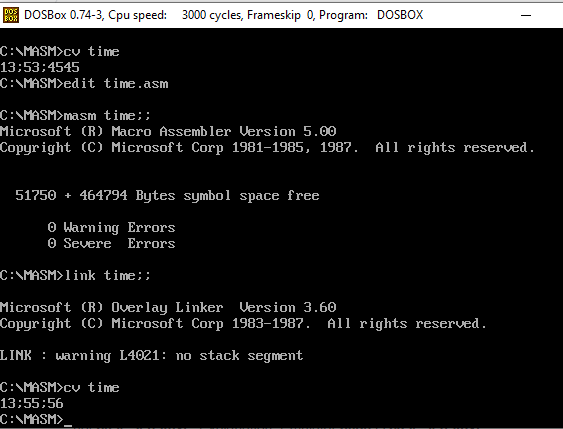 DOSBox 0.74-3, Cpu speed:    3000 cycles, Frameskip  0, Program:   DOSBOX
C:\MASM>cv time
13;53;4545
C:\MASM>edit time.asm
C:\MASM>masm time;;
Microsoft (R) Macro Assembler Version 5.00
Copyright (C) Microsoft Corp 1981-1985, 1987.  All rights reserved.
51750 + 464794 Bytes symbol space free
0 Warning Errors
0 Severe  Errors
C:\MASM>link time;;
Microsoft (R) Overlay Linker  Version 3.60
Copyright (C) Microsoft Corp 1983-1987.  All rights reserved.
LINK : warning L4021: no stack segment
C:\MASM>cv time
13;55;56
C:\MASM>_